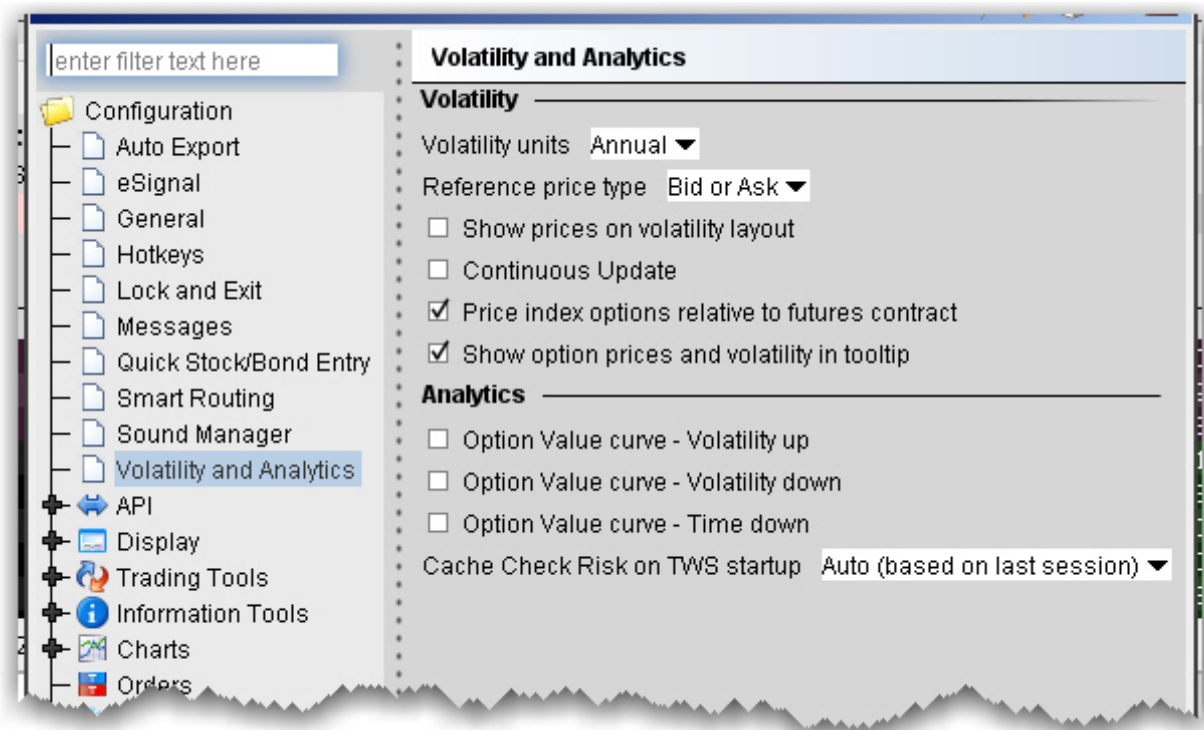 enter filter text here
Configuration
Auto Export
eSignal
General
Hotkeys
Lock and Exit
Messages
Quick Stock/Bond Entry
Smart Routing
Sound Manager
Volatility and Analytics
API
Display
Trading Tools
Information Tools
Charts
Orders
Volatility and Analytics
Volatility
Volatility units Annual
Reference price type Bid or Ask
Show prices on volatility layout
Continuous Update
Price index options relative to futures contract
Show option prices and volatility in tooltip
Analytics
Option Value curve - Volatility up
Option Value curve - Volatility down
Option Value curve - Time down
Cache Check Risk on TWS startup Auto (based on last session)